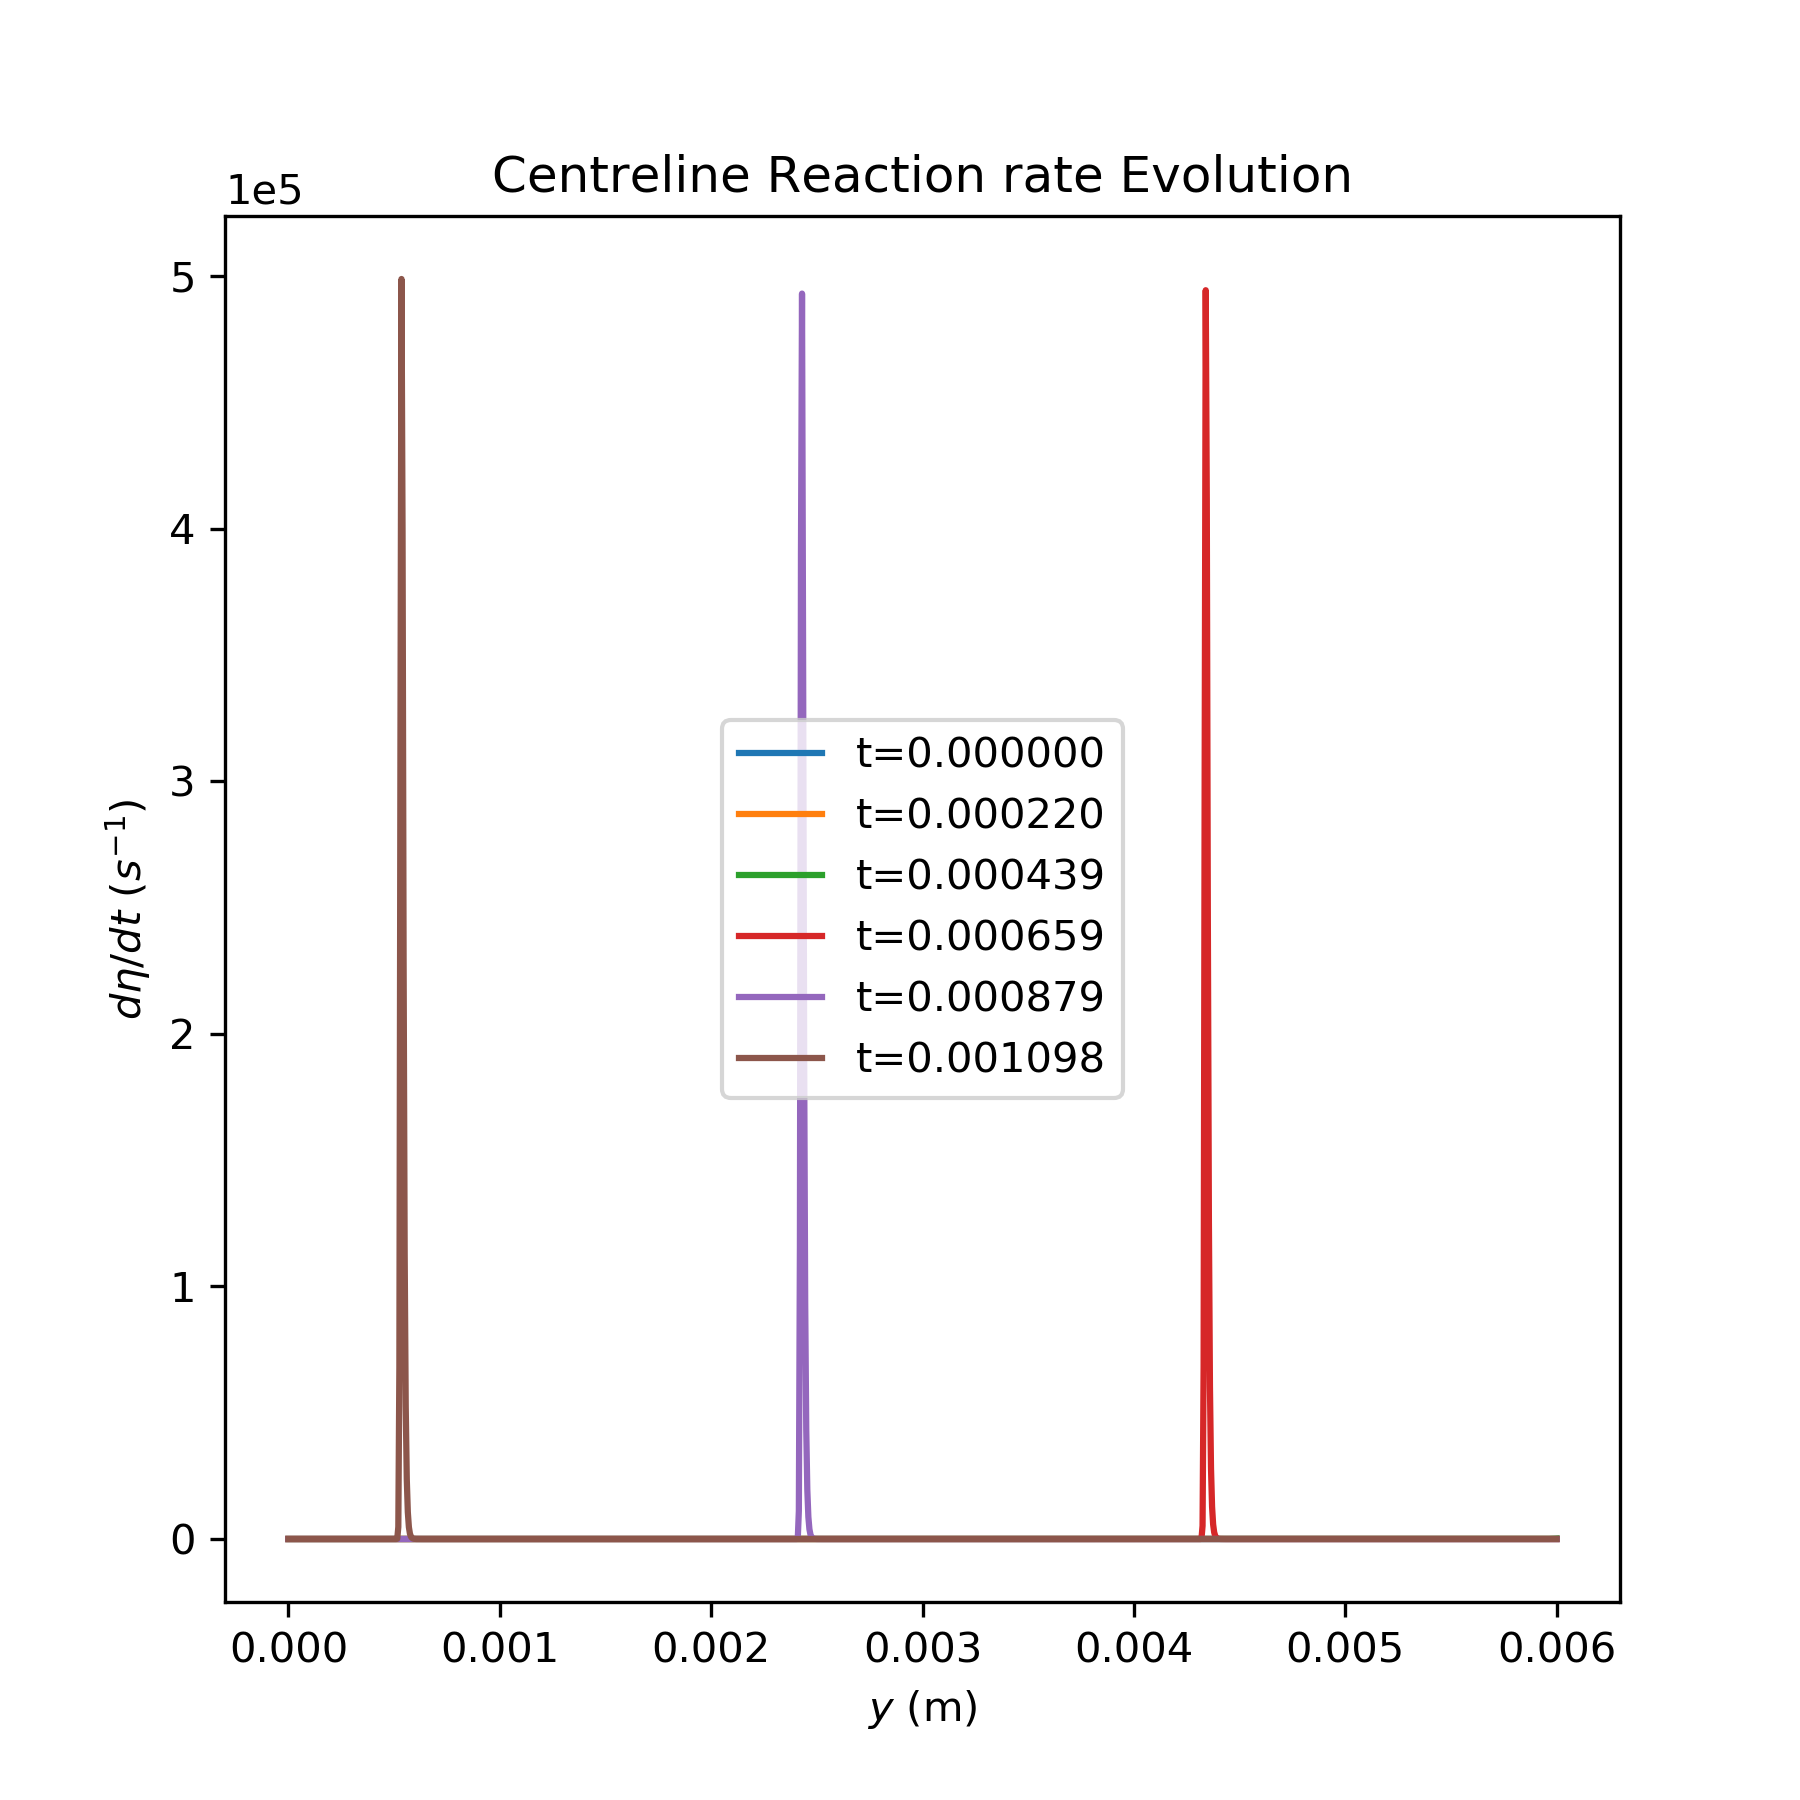 Centreline Reaction rate Evolution
1e5
5
4
3
2
1
0
dη/dt (s⁻¹)
t=0.000000
t=0.000220
t=0.000439
t=0.000659
t=0.000879
t=0.001098
0.000 0.001 0.002 0.003 0.004 0.005 0.006
y (m)